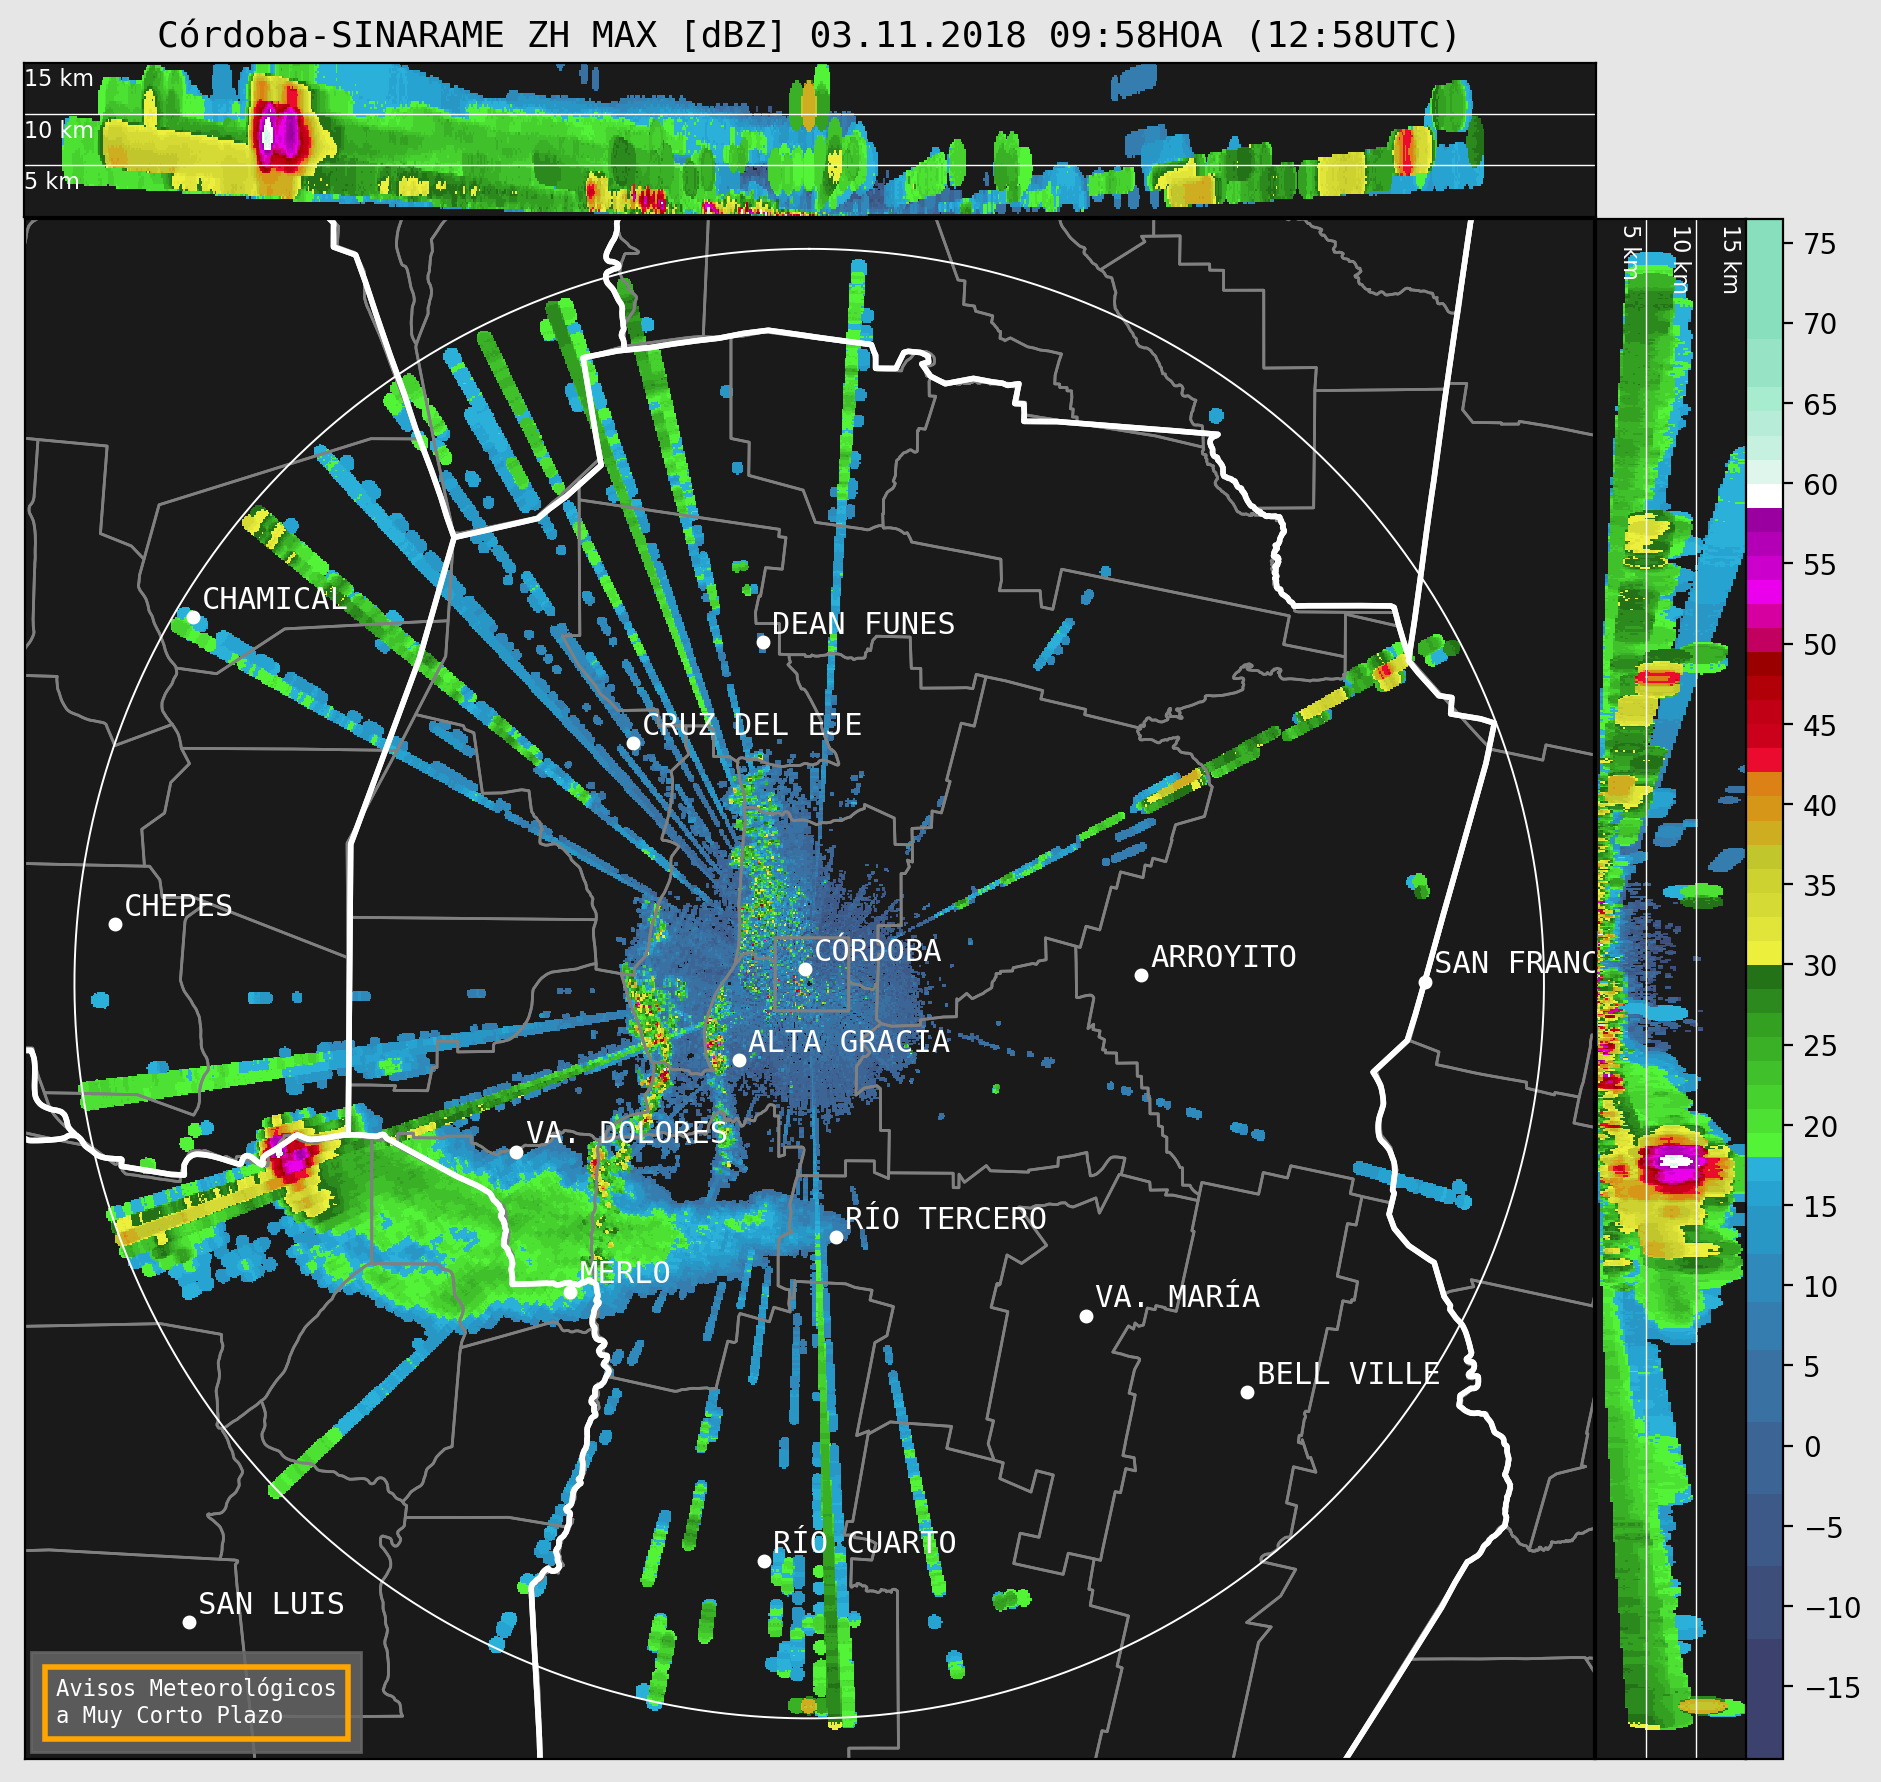 Córdoba-SINARAME ZH MAX [dBZ] 03.11.2018 09:58HOA (12:58UTC)
15 km
10 km
5 km
5 km
10 km
15 km
75
70
65
60
55
50
45
40
35
30
25
20
15
10
5
0
−5
−10
−15
CHAMICAL
DEAN FUNES
CRUZ DEL EJE
CHEPES
CÓRDOBA
ARROYITO
SAN FRANC
ALTA GRACIA
VA. DOLORES
RÍO TERCERO
MERLO
VA. MARÍA
BELL VILLE
RÍO CUARTO
SAN LUIS
Avisos Meteorológicos
a Muy Corto Plazo